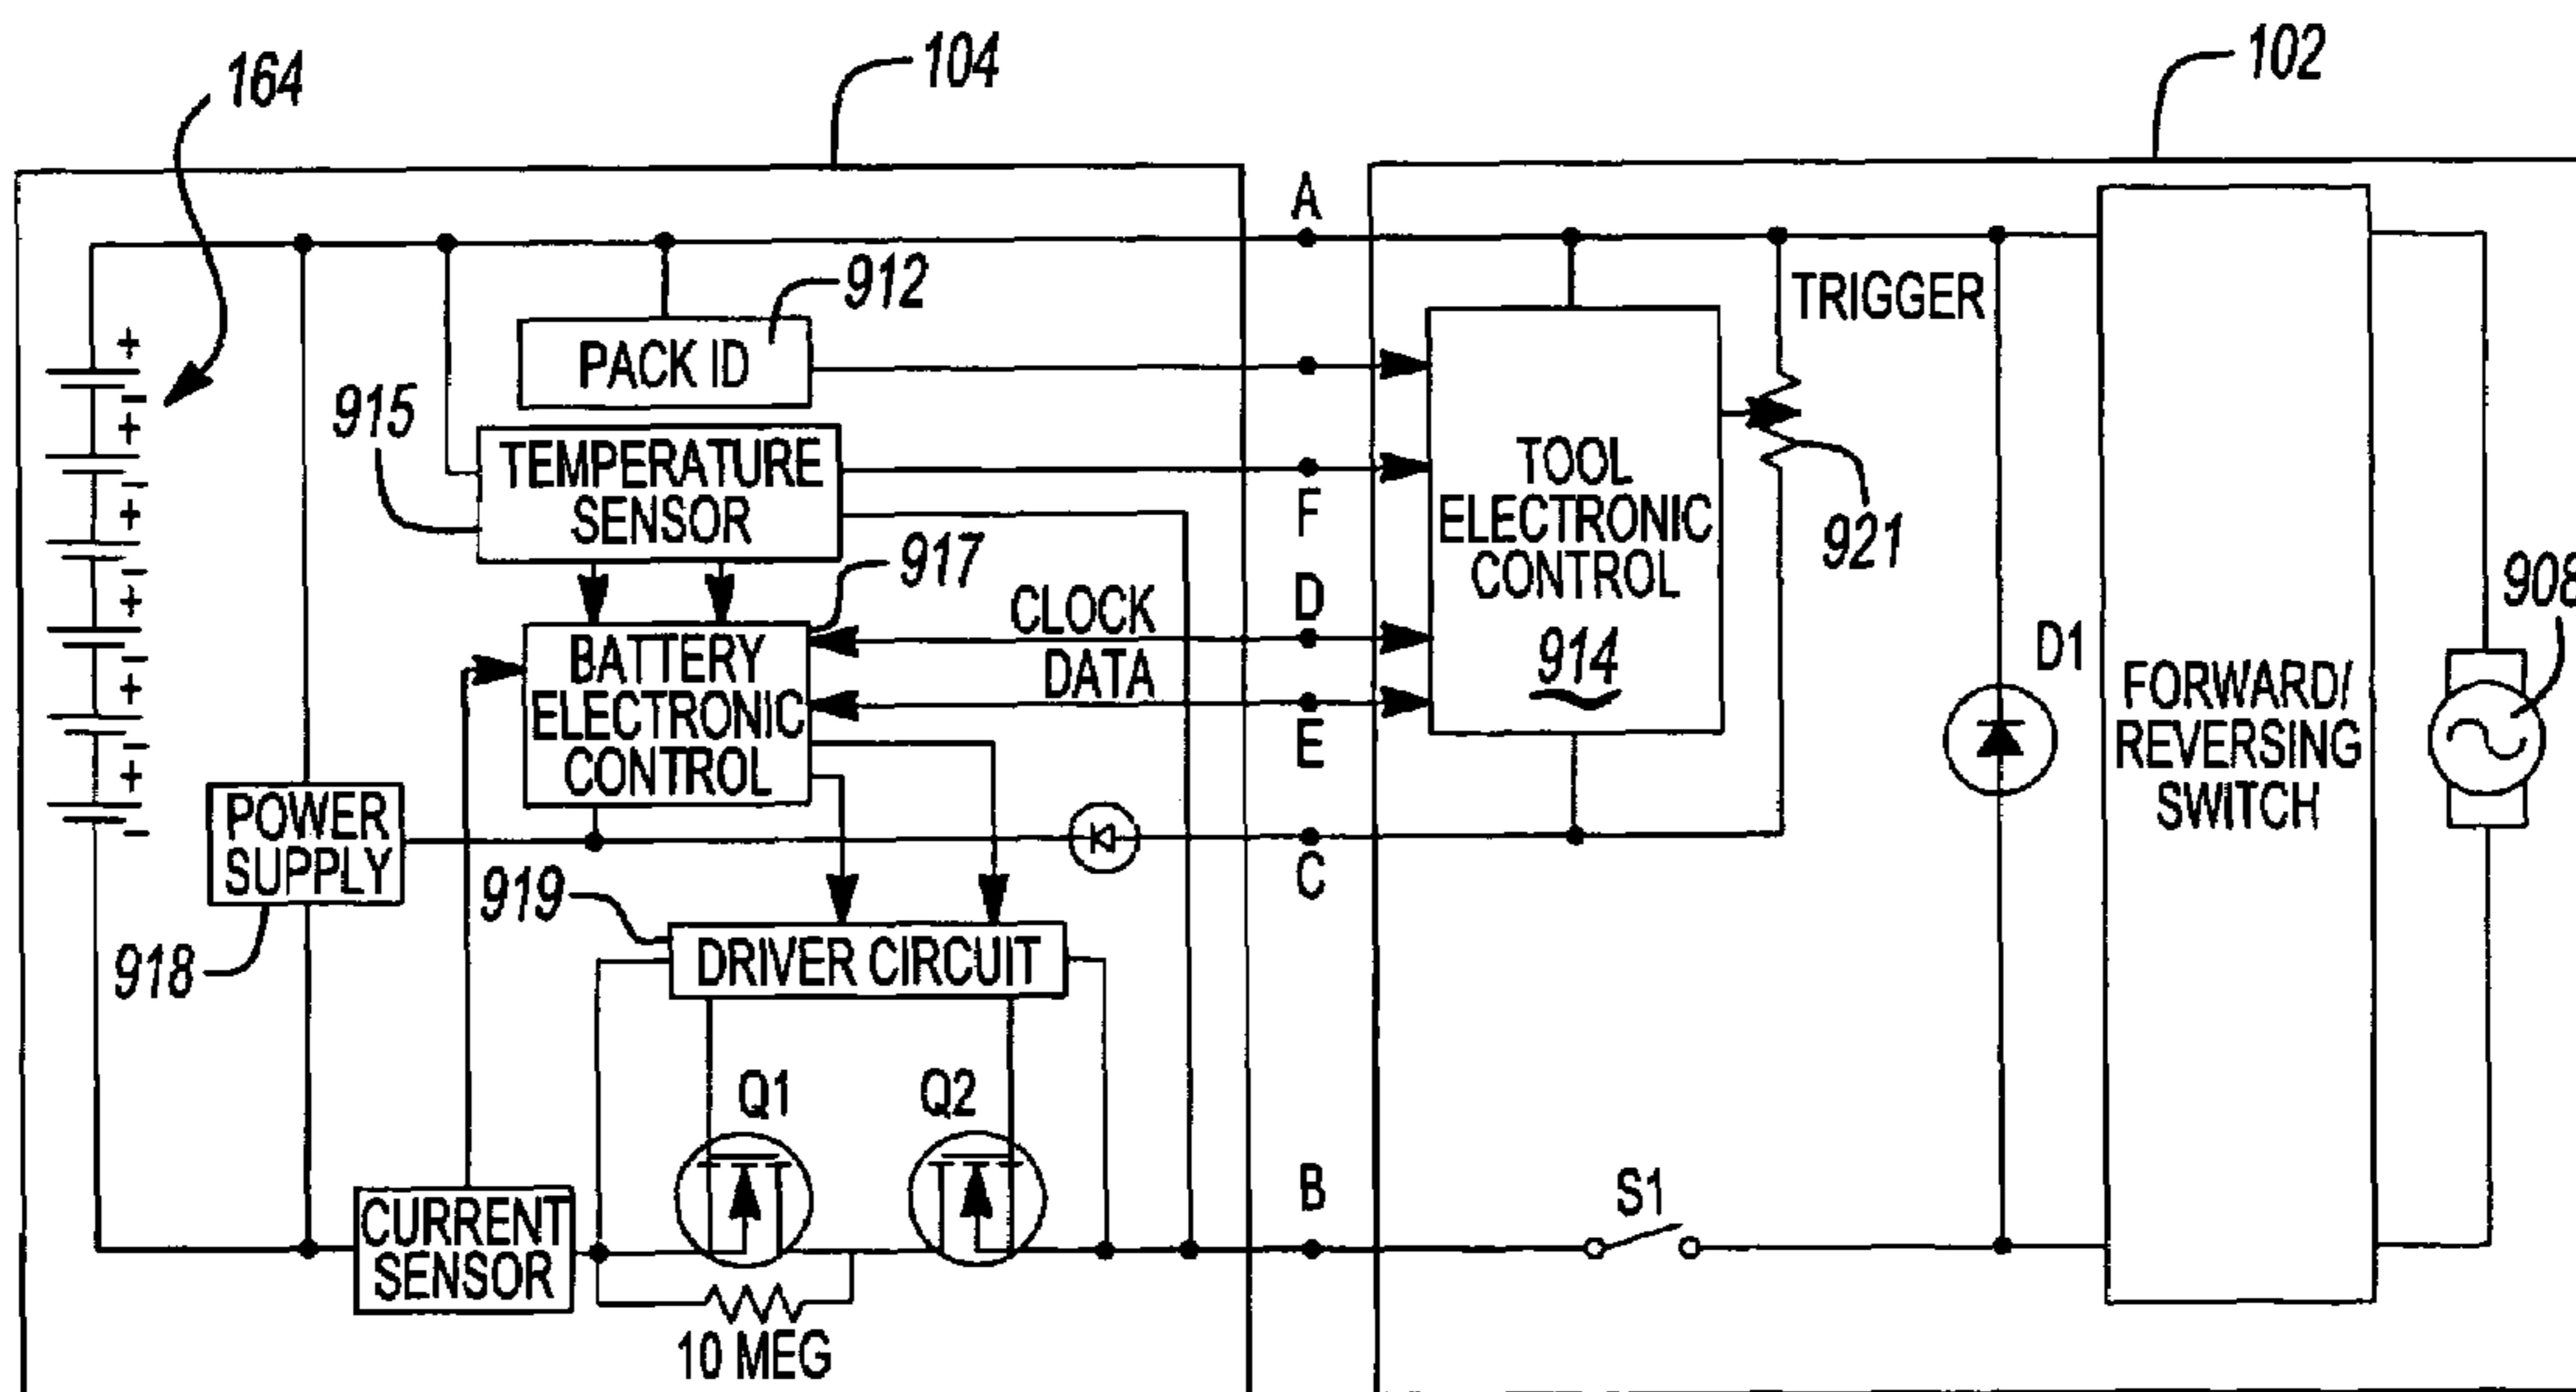 164
104
102
A
912
TRIGGER
PACK ID
915
TEMPERATURE
SENSOR
F
TOOL
ELECTRONIC
CONTROL
914
921
917
CLOCK
D
DATA
E
BATTERY
ELECTRONIC
CONTROL
D1
FORWARD/
REVERSING
SWITCH
908
POWER
SUPPLY
918
C
919
DRIVER CIRCUIT
Q1
Q2
B
S1
CURRENT
SENSOR
10 MEG
+
-
+
-
+
-
+
-
+
-
+
-